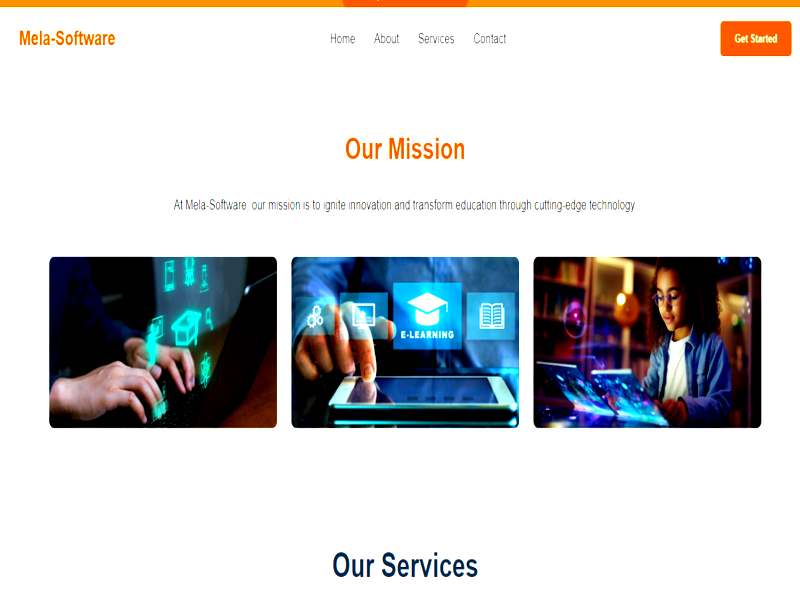 Mela-Software
Home About Services Contact
Get Started
Our Mission
At Mela-Software, our mission is to ignite innovation and transform education through cutting-edge technology
E-LEARNING
Our Services